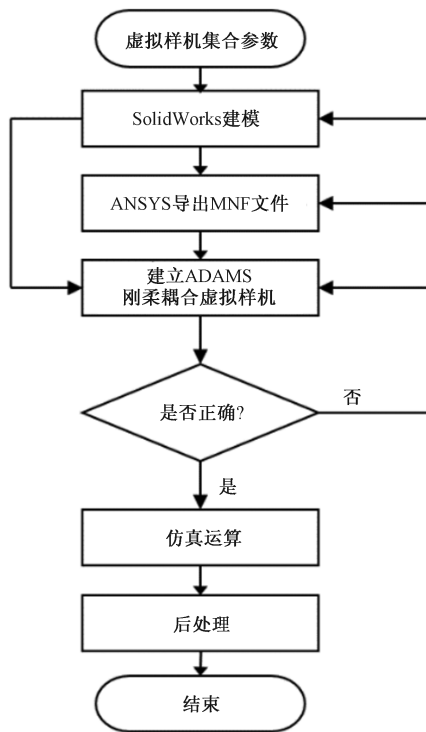 虚拟样机集合参数
SolidWorks建模
ANSYS导出MNF文件
建立ADAMS
刚柔耦合虚拟样机
是否正确?
否
是
仿真运算
后处理
结束